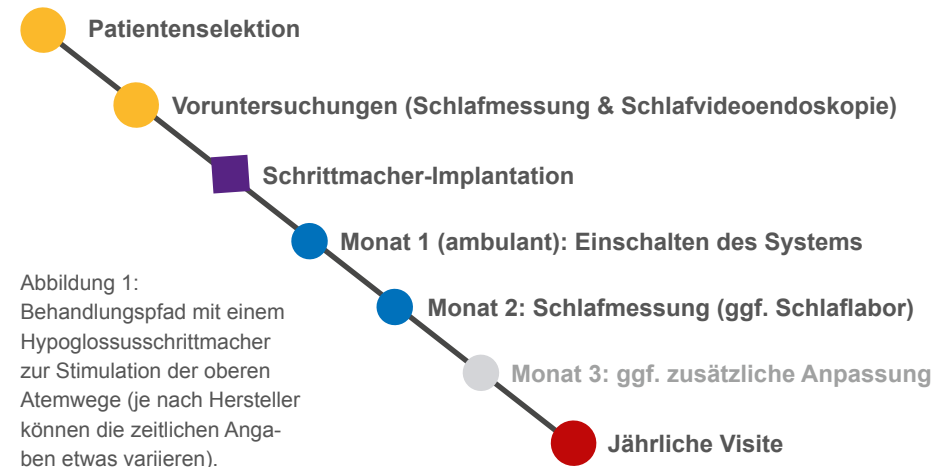 Patientenselektion
Voruntersuchungen (Schlafmessung & Schlafvideoendoskopie)
Schrittmacher-Implantation
Monat 1 (ambulant): Einschalten des Systems
Monat 2: Schlafmessung (ggf. Schlaflabor)
Monat 3: ggf. zusätzliche Anpassung
Jährliche Visite
Abbildung 1:
Behandlungspfad mit einem
Hypoglossusschrittmacher
zur Stimulation der oberen
Atemwege (je nach Hersteller
können die zeitlichen Anga-
ben etwas variieren).